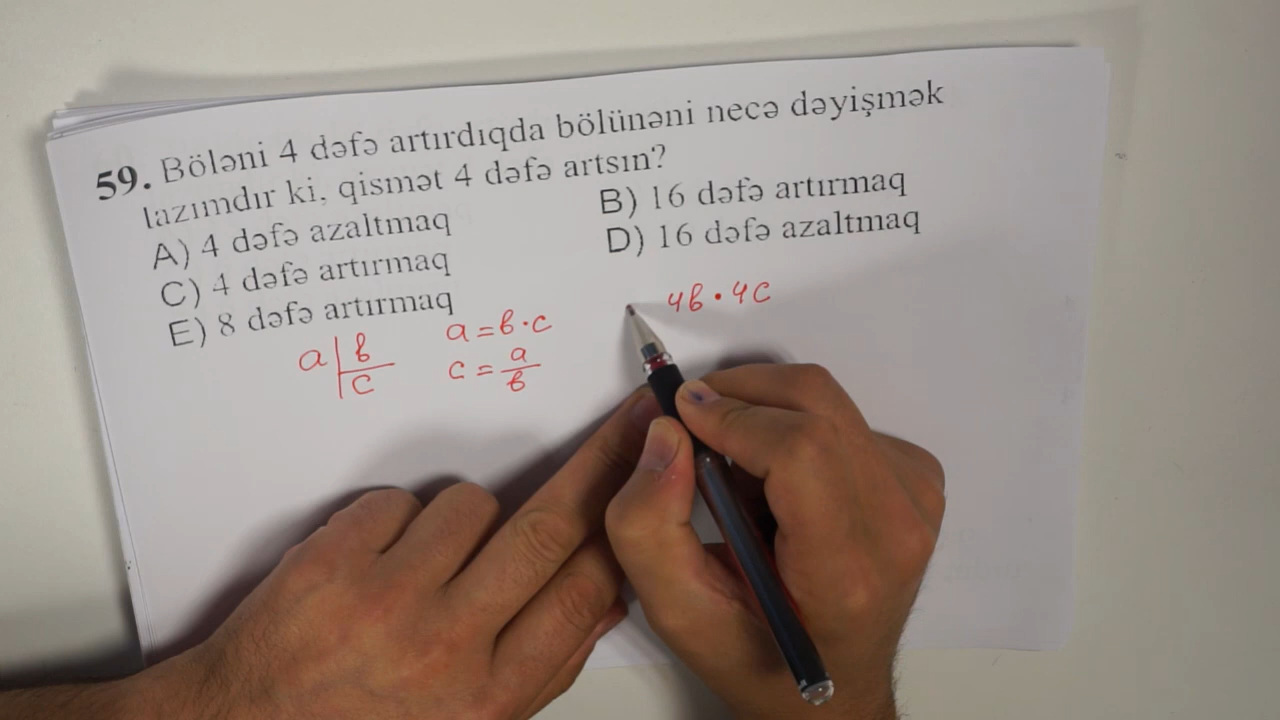 59. Böləni 4 dəfə artırdıqda bölünəni necə dəyişmək
lazımdır ki, qismət 4 dəfə artsın?
A) 4 dəfə azaltmaq
B) 16 dəfə artırmaq
C) 4 dəfə artırmaq
D) 16 dəfə azaltmaq
E) 8 dəfə artırmaq
a | b
c
a = b · c
c = a/b
4b · 4c